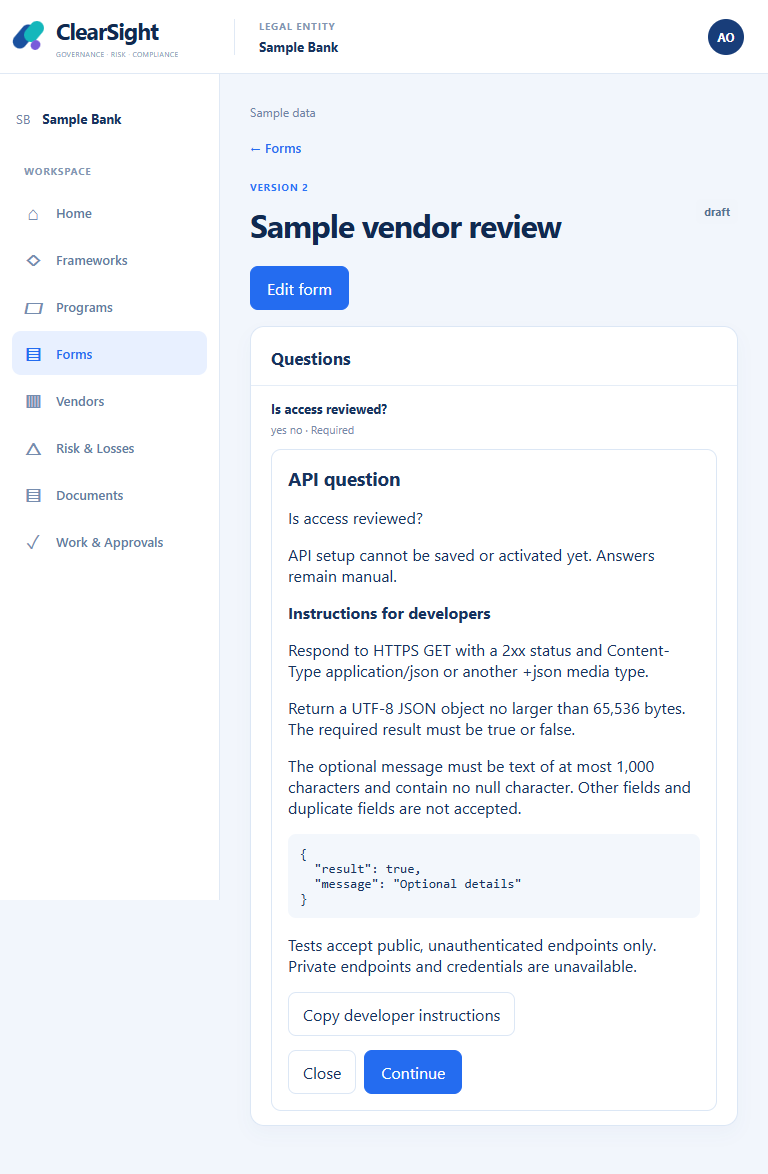 ClearSight
GOVERNANCE · RISK · COMPLIANCE
LEGAL ENTITY
Sample Bank
AO
SB Sample Bank
WORKSPACE
Home
Frameworks
Programs
Forms
Vendors
Risk & Losses
Documents
Work & Approvals
Sample data
← Forms
VERSION 2
Sample vendor review
draft
Edit form
Questions
Is access reviewed?
yes no · Required
API question
Is access reviewed?
API setup cannot be saved or activated yet. Answers
remain manual.
Instructions for developers
Respond to HTTPS GET with a 2xx status and Content-
Type application/json or another +json media type.
Return a UTF-8 JSON object no larger than 65,536 bytes.
The required result must be true or false.
The optional message must be text of at most 1,000
characters and contain no null character. Other fields and
duplicate fields are not accepted.
{
  "result": true,
  "message": "Optional details"
}
Tests accept public, unauthenticated endpoints only.
Private endpoints and credentials are unavailable.
Copy developer instructions
Close
Continue